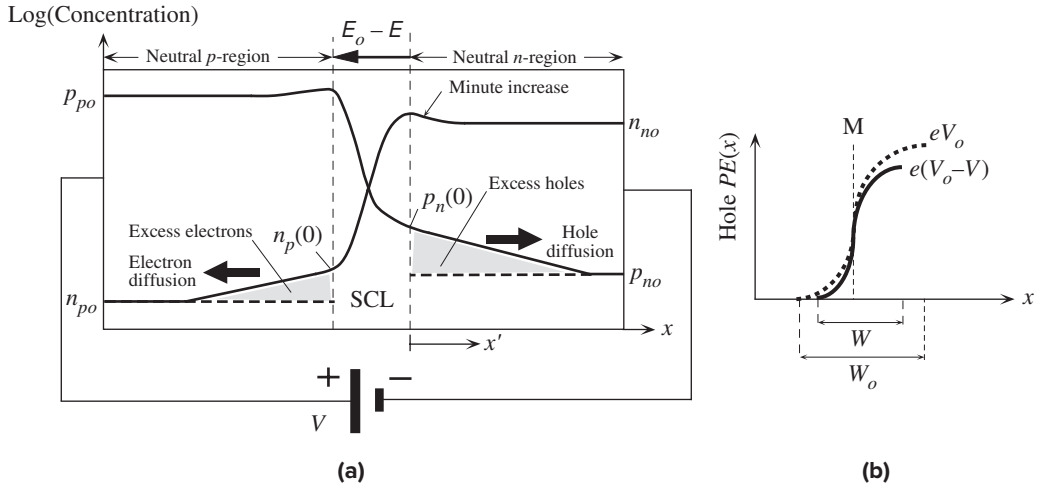 Log(Concentration)
E_o – E
Neutral p-region
Neutral n-region
Minute increase
p_po
n_no
Excess holes
p_n(0)
n_p(0)
Excess electrons
Hole
diffusion
Electron
diffusion
p_no
n_po
SCL
x
x'
+
−
V
(a)
M
eV_o
e(V_o–V)
Hole PE(x)
x
W
W_o
(b)